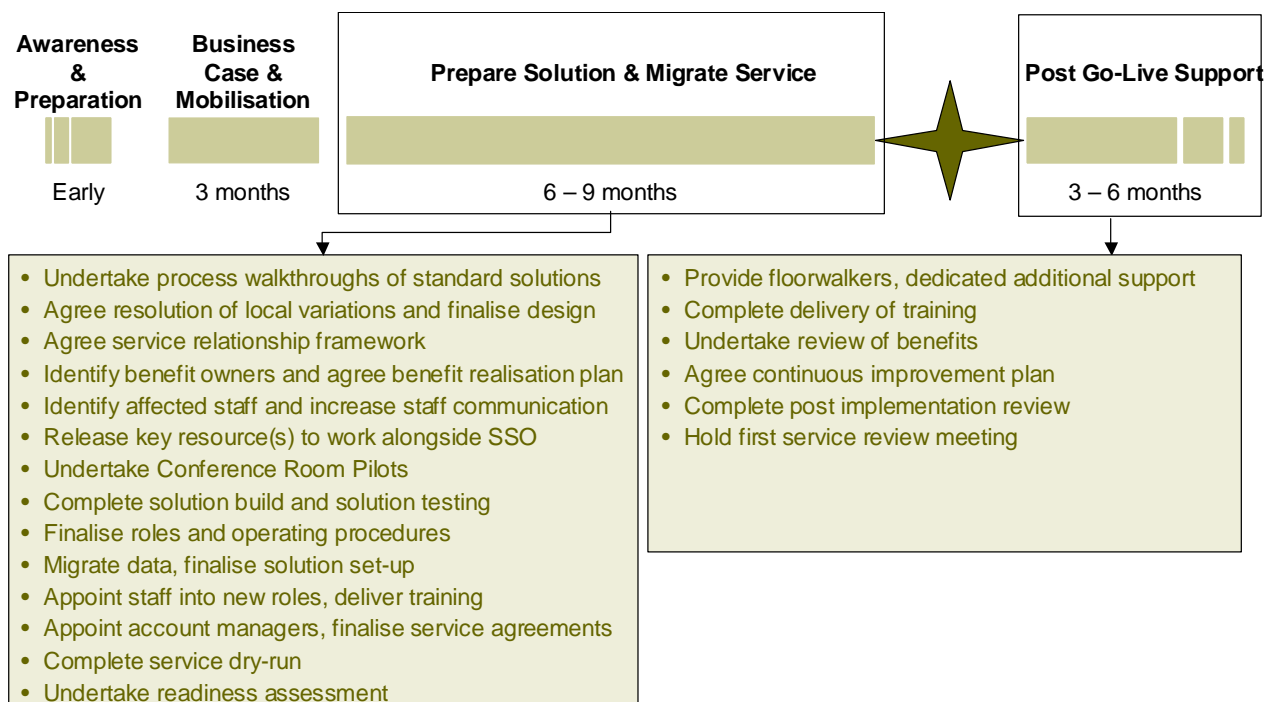 Awareness
&
Preparation
Early
Business
Case &
Mobilisation
3 months
Prepare Solution & Migrate Service
6 – 9 months
Post Go-Live Support
3 – 6 months
• Undertake process walkthroughs of standard solutions
• Agree resolution of local variations and finalise design
• Agree service relationship framework
• Identify benefit owners and agree benefit realisation plan
• Identify affected staff and increase staff communication
• Release key resource(s) to work alongside SSO
• Undertake Conference Room Pilots
• Complete solution build and solution testing
• Finalise roles and operating procedures
• Migrate data, finalise solution set-up
• Appoint staff into new roles, deliver training
• Appoint account managers, finalise service agreements
• Complete service dry-run
• Undertake readiness assessment
• Provide floorwalkers, dedicated additional support
• Complete delivery of training
• Undertake review of benefits
• Agree continuous improvement plan
• Complete post implementation review
• Hold first service review meeting